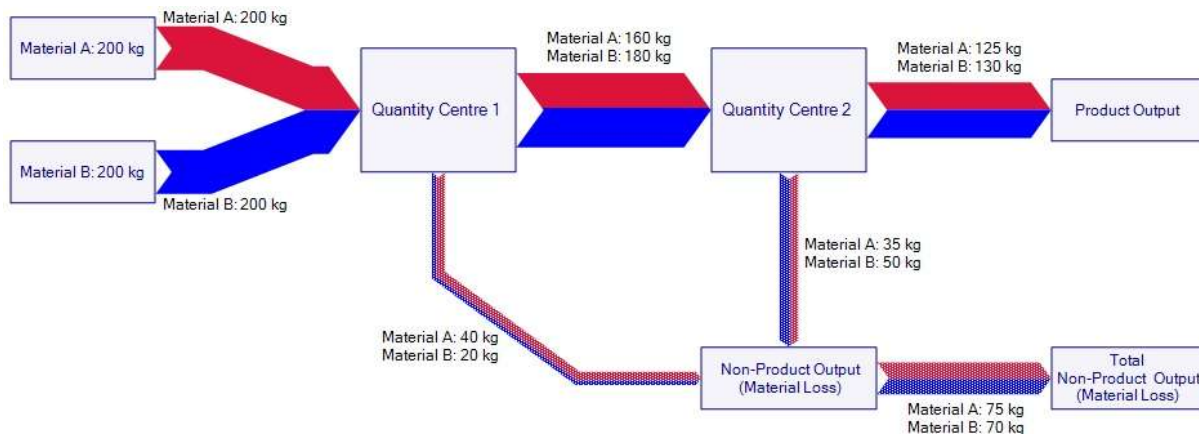 Material A: 200 kg
Material A: 200 kg
Material B: 200 kg
Material B: 200 kg
Quantity Centre 1
Material A: 160 kg
Material B: 180 kg
Quantity Centre 2
Material A: 125 kg
Material B: 130 kg
Product Output
Material A: 40 kg
Material B: 20 kg
Material A: 35 kg
Material B: 50 kg
Non-Product Output
(Material Loss)
Material A: 75 kg
Material B: 70 kg
Total
Non-Product Output
(Material Loss)